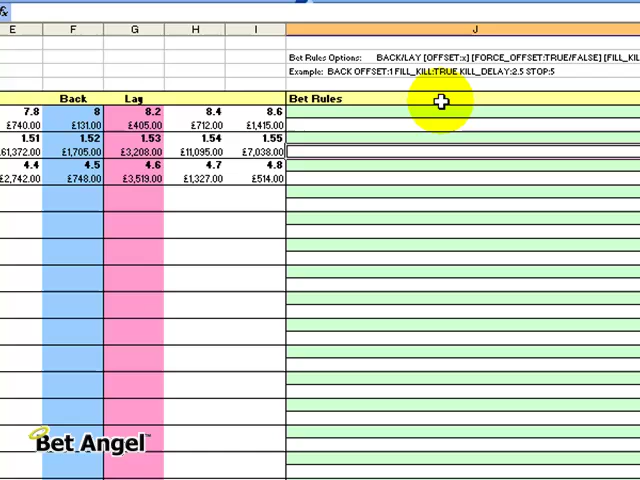 fx
E F G H I J
Bet Rules Options: BACK/LAY [OFFSET:x] [FORCE_OFFSET:TRUE/FALSE] [FILL_KIL
Example: BACK OFFSET:1 FILL_KILL:TRUE KILL_DELAY:2.5 STOP:5
Back Lay Bet Rules
7.8 8 8.2 8.4 8.6
£740.00 £131.00 £405.00 £712.00 £1,415.00
1.51 1.52 1.53 1.54 1.55
61,372.00 £1,705.00 £3,208.00 £11,095.00 £7,038.00
4.4 4.5 4.6 4.7 4.8
£2,742.00 £748.00 £3,519.00 £1,327.00 £514.00
Bet Angel™